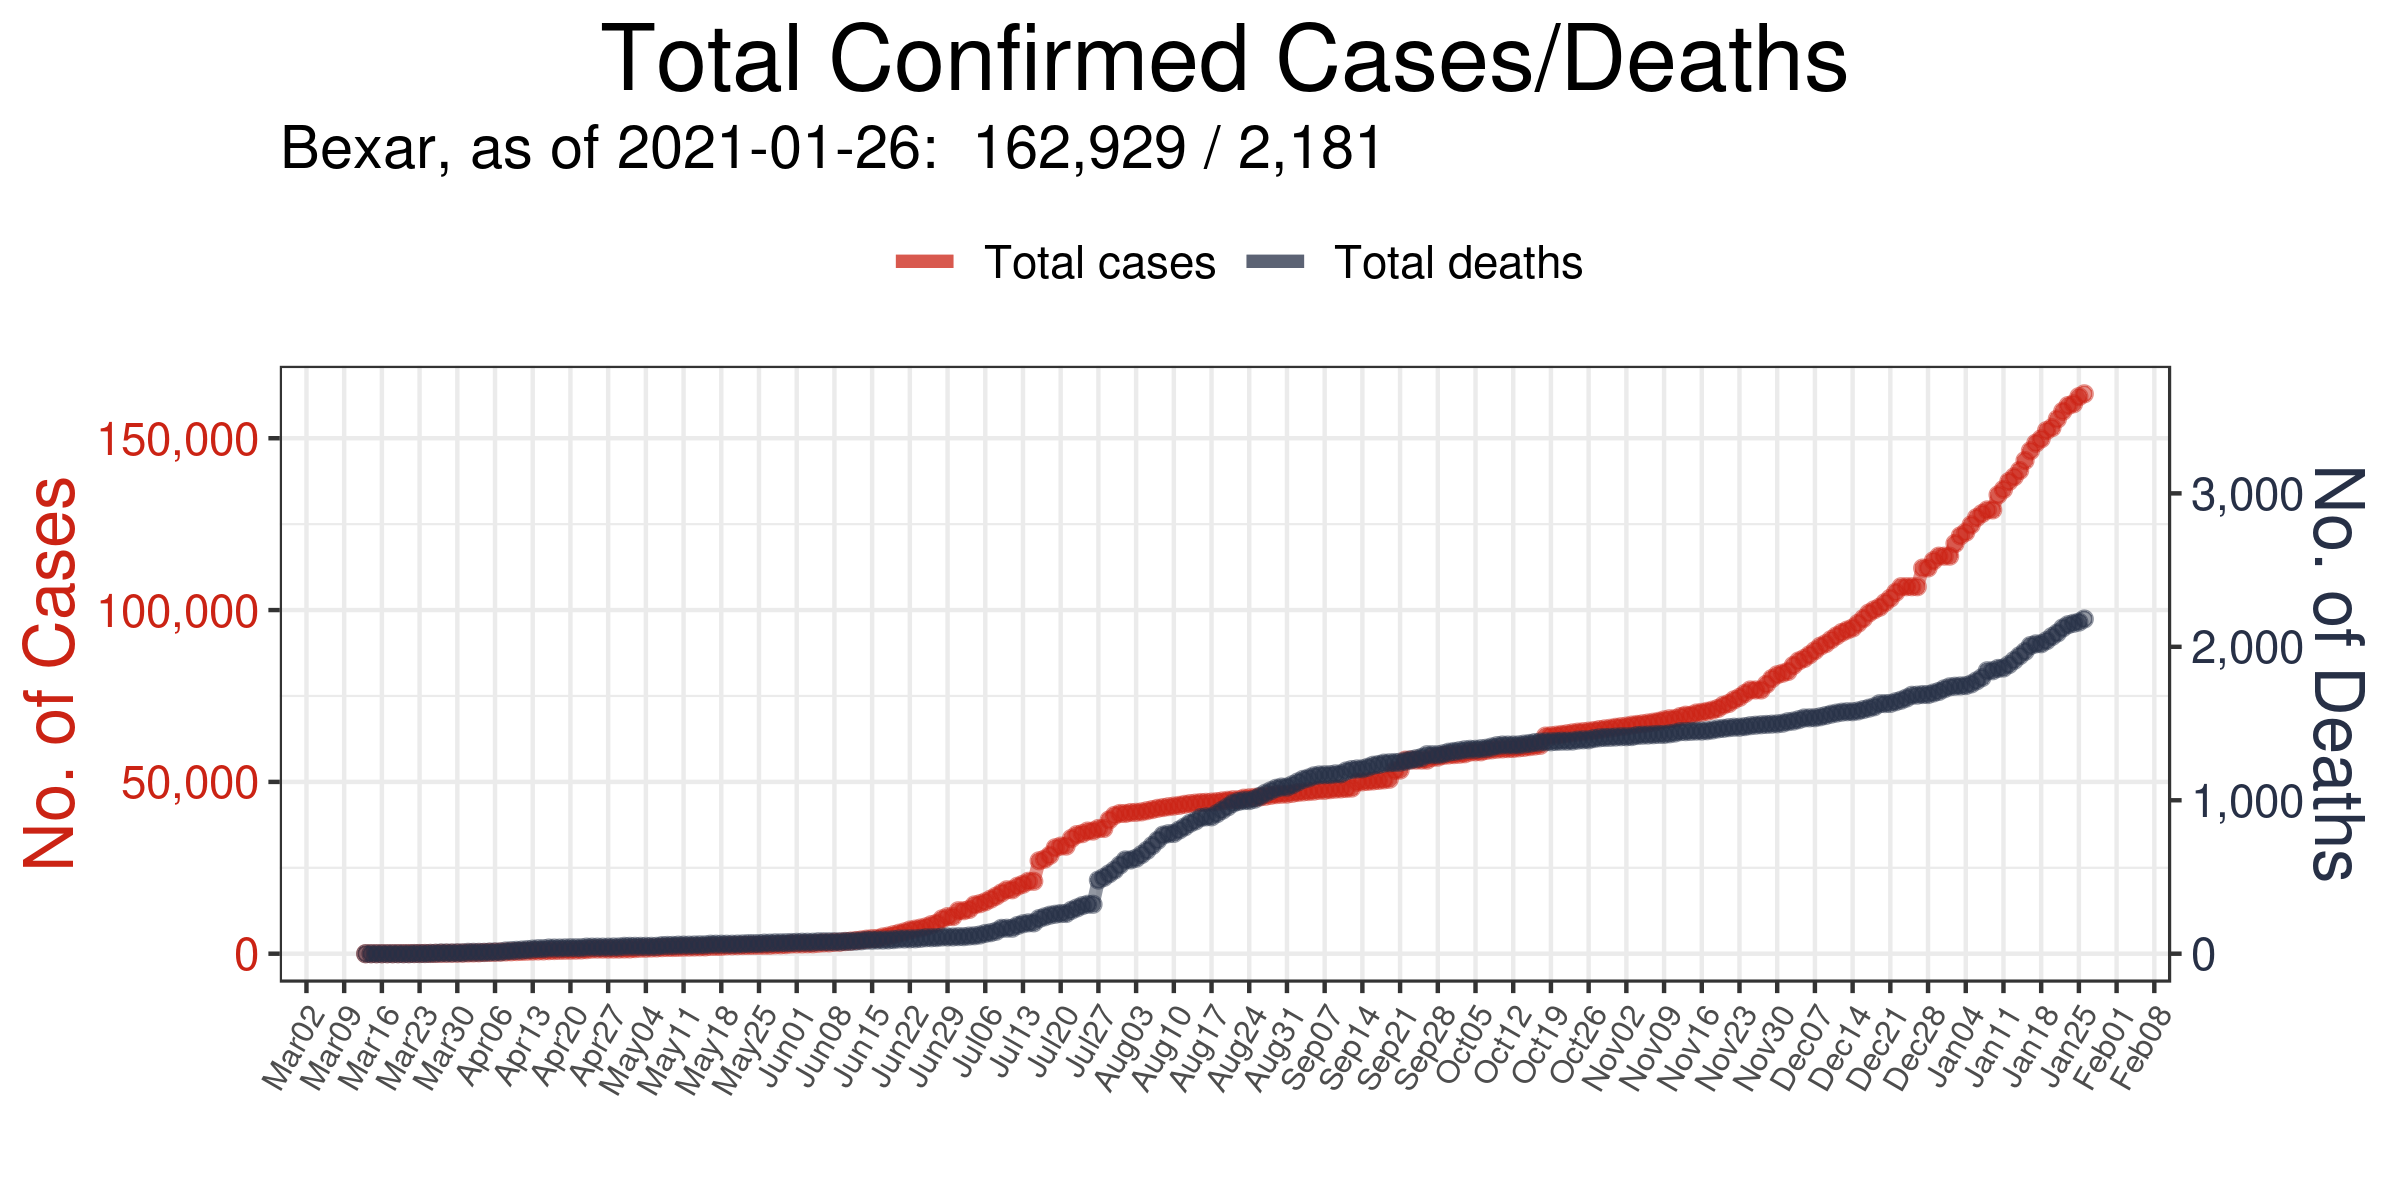 Total Confirmed Cases/Deaths
Bexar, as of 2021-01-26:  162,929 / 2,181
Total cases
Total deaths
No. of Cases
150,000
100,000
50,000
0
3,000
2,000
1,000
0
No. of Deaths
Mar02
Mar09
Mar16
Mar23
Mar30
Apr06
Apr13
Apr20
Apr27
May04
May11
May18
May25
Jun01
Jun08
Jun15
Jun22
Jun29
Jul06
Jul13
Jul20
Jul27
Aug03
Aug10
Aug17
Aug24
Aug31
Sep07
Sep14
Sep21
Sep28
Oct05
Oct12
Oct19
Oct26
Nov02
Nov09
Nov16
Nov23
Nov30
Dec07
Dec14
Dec21
Dec28
Jan04
Jan11
Jan18
Jan25
Feb01
Feb08